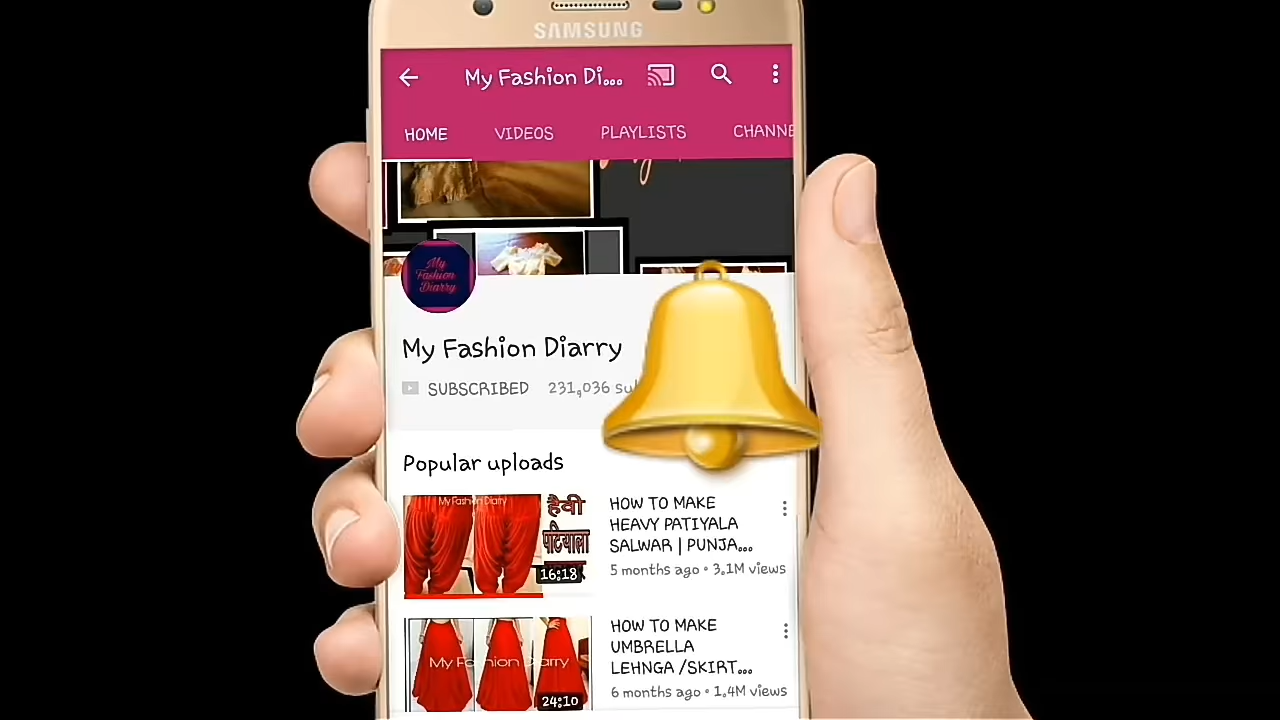 SAMSUNG
My Fashion Di...
HOME VIDEOS PLAYLISTS CHANNE
My
Fashion
Diarry
My Fashion Diarry
SUBSCRIBED 231,036 su
Popular uploads
My Fashion Diarry
हैवी
पटियाला
16:18
HOW TO MAKE
HEAVY PATIYALA
SALWAR | PUNJA...
5 months ago • 3.1M views
My Fashion Diarry
24:10
HOW TO MAKE
UMBRELLA
LEHNGA /SKIRT...
6 months ago • 1.4M views